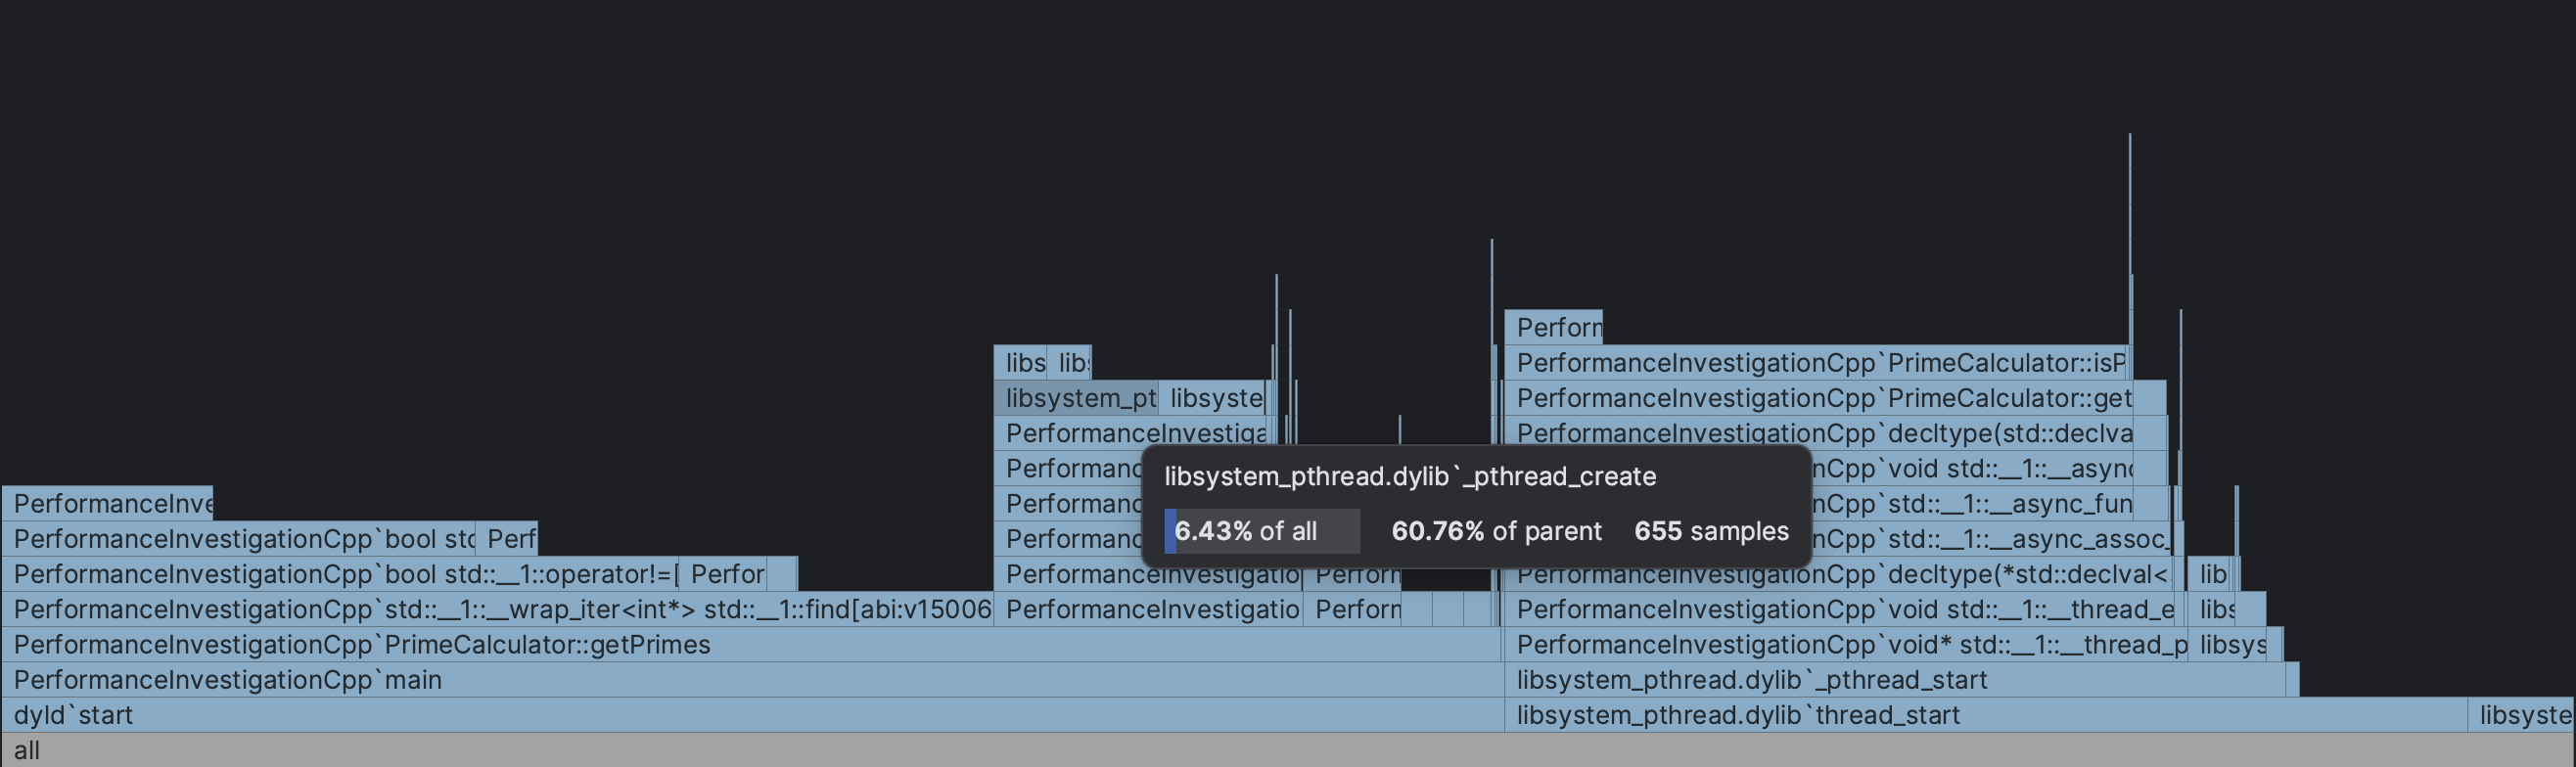 Perforn
libs lib:
PerformanceInvestigationCpp`PrimeCalculator::isP
libsystem_pt libsyste
PerformanceInvestigationCpp`PrimeCalculator::get
PerformanceInvestiga
PerformanceInvestigationCpp`decltype(std::declva
Performanc
nCpp`void std::__1::__async
libsystem_pthread.dylib`_pthread_create
PerformanceInve
Performanc
nCpp`std::__1::__async_fun
6.43% of all 60.76% of parent 655 samples
PerformanceInvestigationCpp`bool std Perf
Performanc
nCpp`std::__1::__async_assoc_
PerformanceInvestigationCpp`bool std::__1::operator!=[ Perfor
PerformanceInvestigatio Perforn
PerformanceInvestigationCpp`decltype(*std::declval<
lib
PerformanceInvestigationCpp`std::__1::__wrap_iter<int*> std::__1::find[abi:v15006
PerformanceInvestigatio Perforn
PerformanceInvestigationCpp`void std::__1::__thread_e
libs
PerformanceInvestigationCpp`PrimeCalculator::getPrimes
PerformanceInvestigationCpp`void* std::__1::__thread_p
libsys
PerformanceInvestigationCpp`main
libsystem_pthread.dylib`_pthread_start
dyld`start
libsystem_pthread.dylib`thread_start
libsyste
all